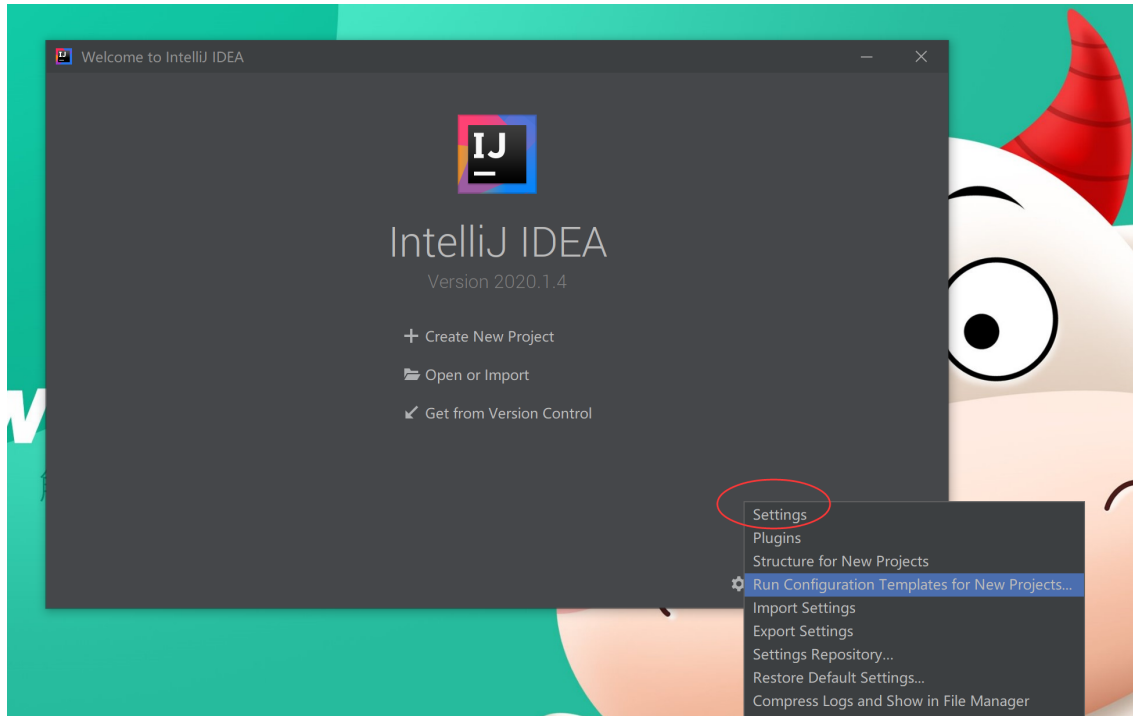 Welcome to IntelliJ IDEA
IJ
IntelliJ IDEA
Version 2020.1.4
Create New Project
Open or Import
Get from Version Control
Settings
Plugins
Structure for New Projects
Run Configuration Templates for New Projects...
Import Settings
Export Settings
Settings Repository...
Restore Default Settings...
Compress Logs and Show in File Manager